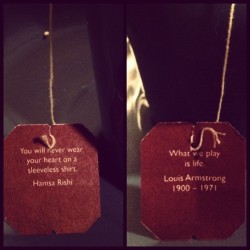 You will never wear
your heart on a
sleeveless shirt.
Hamsa Rishi
What we play
is life.
Louis Armstrong
1900 – 1971